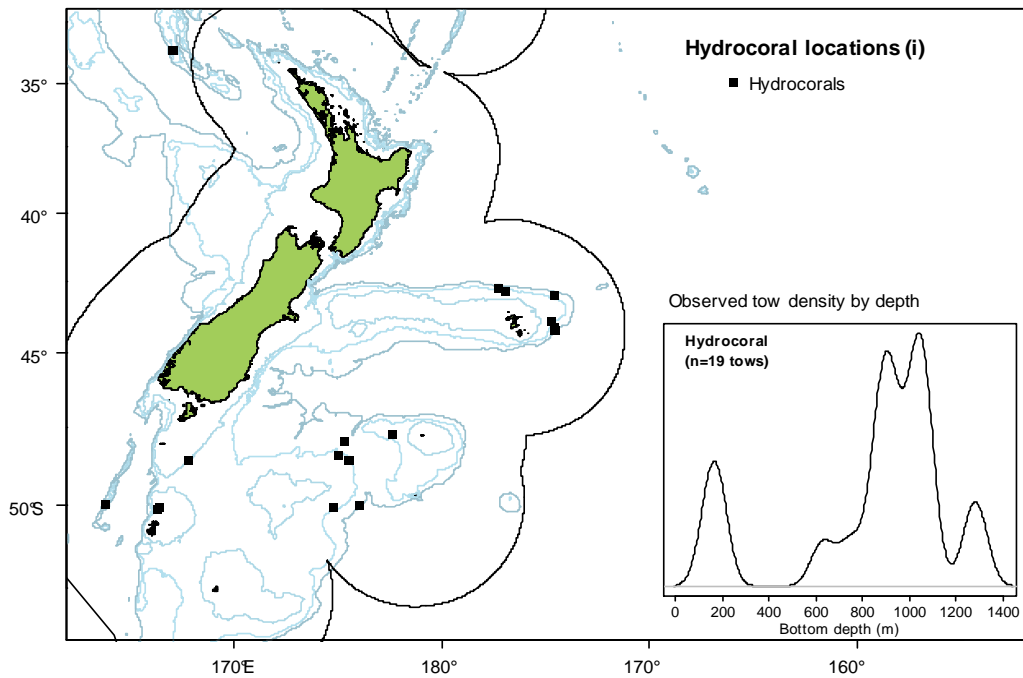 Hydrocoral locations (i)
Hydrocorals
35°
40°
45°
50°S
170°E
180°
170°
160°
Observed tow density by depth
Hydrocoral
(n=19 tows)
0
200
400
600
800
1000
1200
1400
Bottom depth (m)